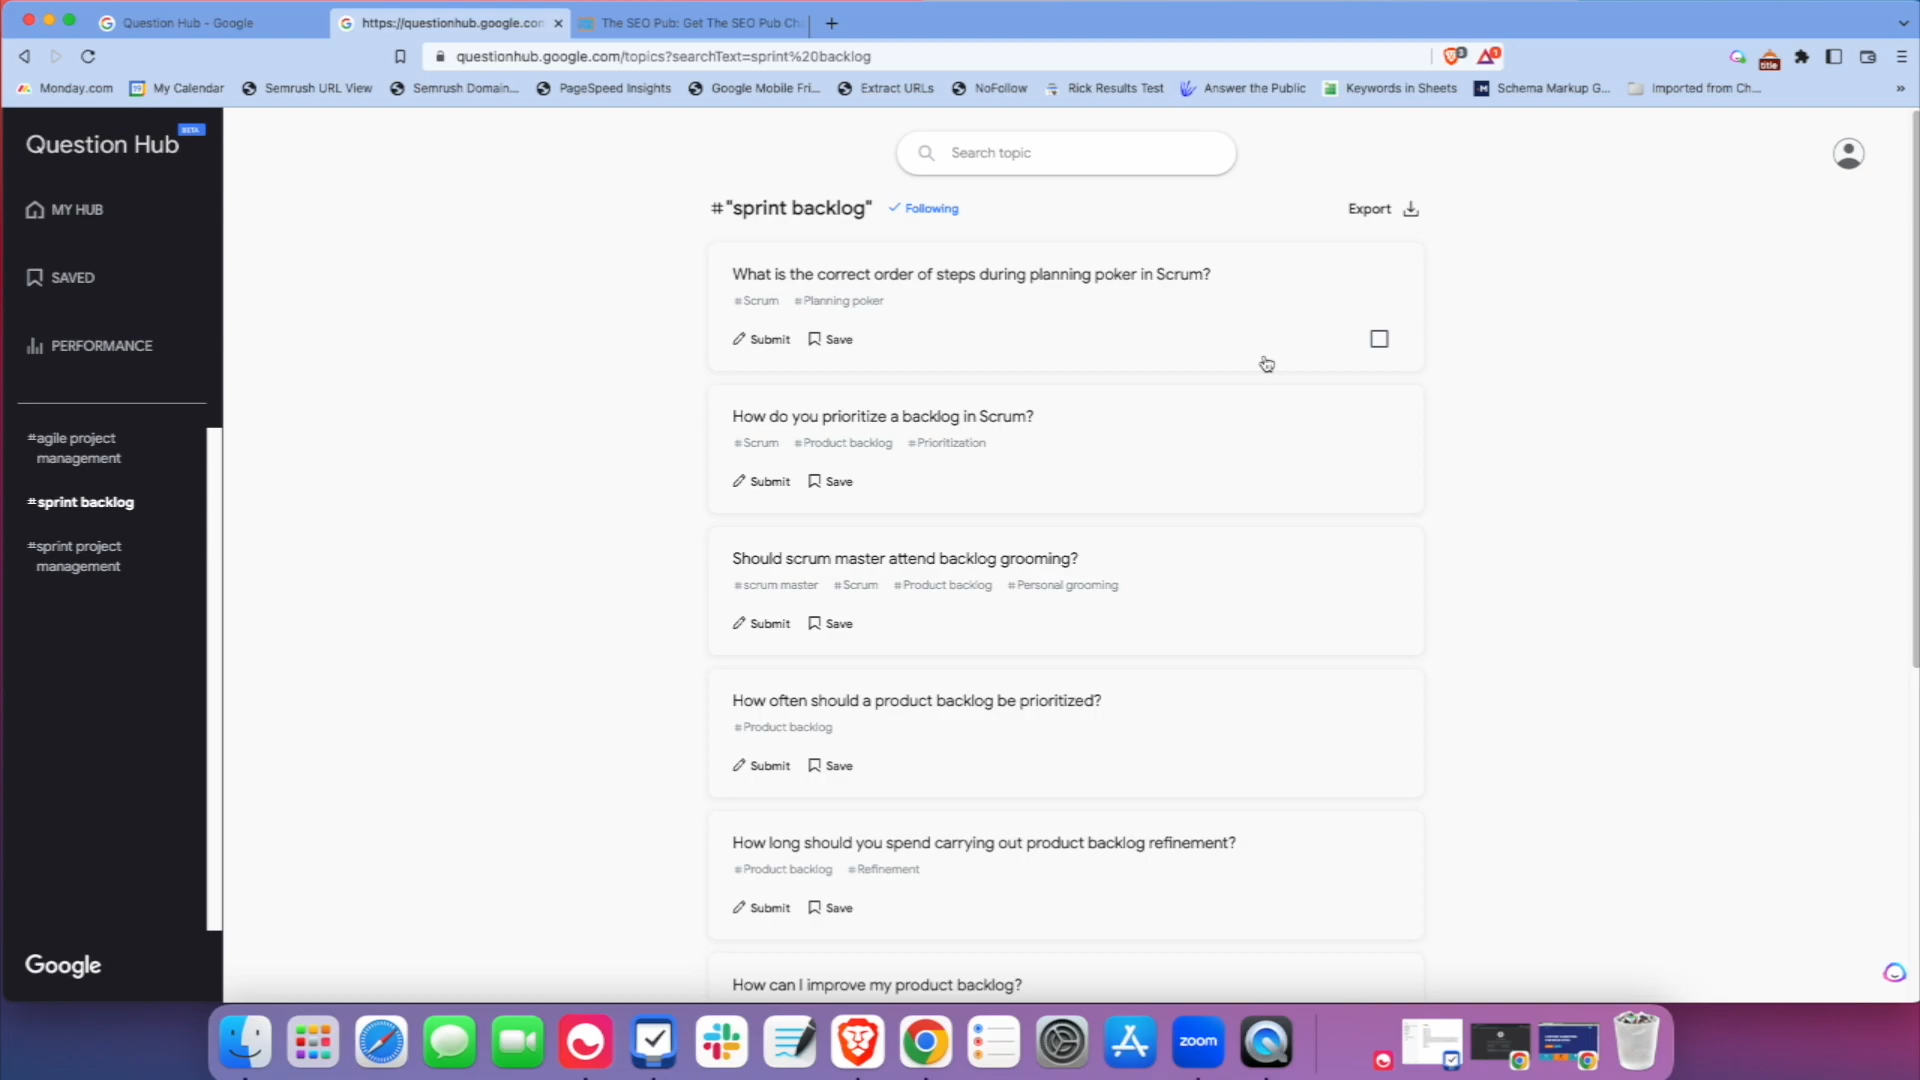 Question Hub - Google
https://questionhub.google.con
The SEO Pub: Get The SEO Pub Ch
questionhub.google.com/topics?searchText=sprint%20backlog
Monday.com
My Calendar
Semrush URL View
Semrush Domain...
PageSpeed Insights
Google Mobile Fri...
Extract URLs
NoFollow
Rick Results Test
Answer the Public
Keywords in Sheets
Schema Markup G...
Imported from Ch...
Question Hub BETA
Search topic
MY HUB
SAVED
PERFORMANCE
#agile project
management
#sprint backlog
#sprint project
management
Google
#"sprint backlog" Following
Export
What is the correct order of steps during planning poker in Scrum?
#Scrum #Planning poker
Submit Save
How do you prioritize a backlog in Scrum?
#Scrum #Product backlog #Prioritization
Submit Save
Should scrum master attend backlog grooming?
#scrum master #Scrum #Product backlog #Personal grooming
Submit Save
How often should a product backlog be prioritized?
#Product backlog
Submit Save
How long should you spend carrying out product backlog refinement?
#Product backlog #Refinement
Submit Save
How can I improve my product backlog?
zoom